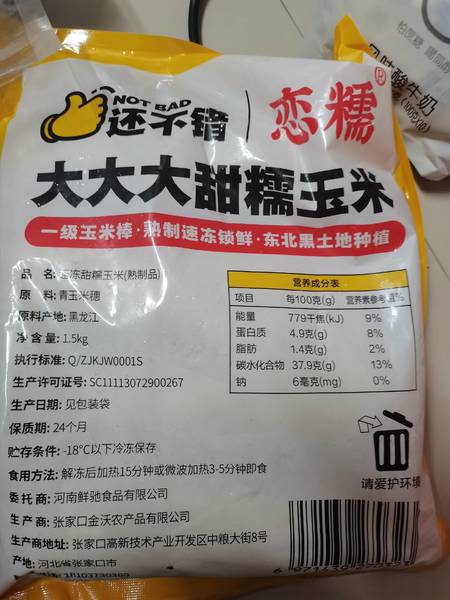 NOT BAD
还不错
恋糯
大大大甜糯玉米
一级玉米棒·熟制速冻锁鲜·东北黑土地种植
品 名: 冻甜糯玉米(熟制品)
原 料: 青玉米穗
原料产地: 黑龙江
净含量: 1.5kg
执行标准: Q/ZJKJW0001S
生产许可证号: SC11113072900267
生产日期: 见包装袋
保质期: 24个月
贮存条件: -18℃以下冷冻保存
食用方法: 解冻后加热15分钟或微波加热3-5分钟即食
委托商: 河南鲜驰食品有限公司
生产商: 张家口金沃农产品有限公司
生产商地址: 张家口高新技术产业开发区中粮大街8号
产地: 河北省张家口市
营养成分表
项目 每100克(g) 营养素参考值%
能量 779千焦(kJ) 9%
蛋白质 4.9克(g) 8%
脂肪 1.4克(g) 2%
碳水化合物 37.9克(g) 13%
钠 6毫克(mg) 0%
请爱护环境
酸牛奶